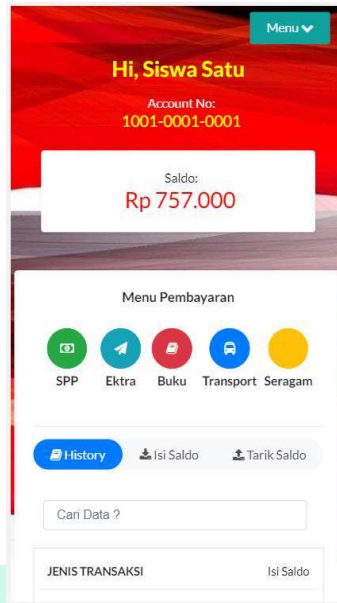 Menu
Hi, Siswa Satu
Account No:
1001-0001-0001
Saldo:
Rp 757.000
Menu Pembayaran
SPP Ektra Buku Transport Seragam
History Isi Saldo Tarik Saldo
Cari Data ?
JENIS TRANSAKSI Isi Saldo